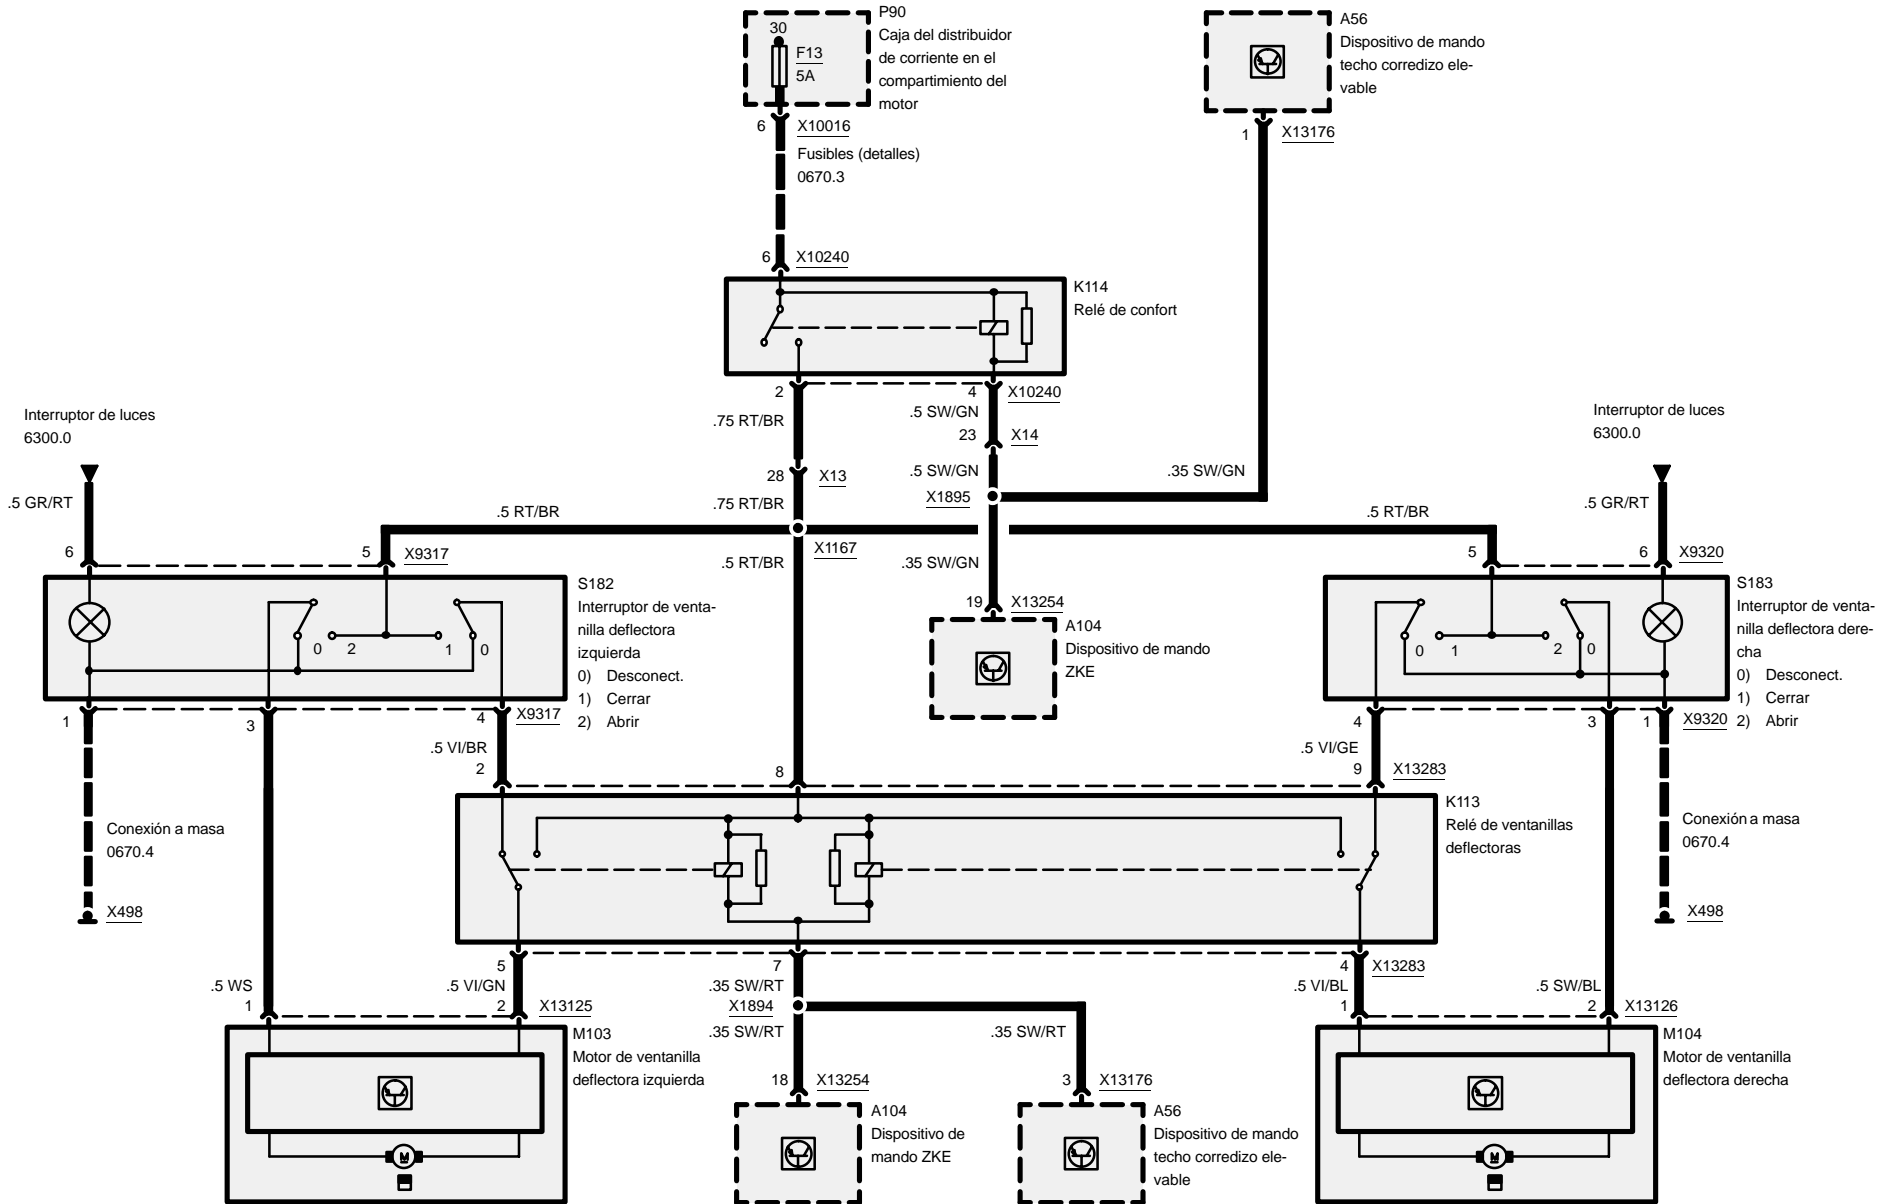 P90
30
Caja del distribuidor
de corriente en el
compartimiento del
motor
F13
5A
A56
Dispositivo de mando
techo corredizo ele-
vable
6 X10016
1 X13176
Fusibles (detalles)
0670.3
6 X10240
K114
Relé de confort
2
4 X10240
.75 RT/BR
.5 SW/GN
23 X14
Interruptor de luces
6300.0
Interruptor de luces
6300.0
28 X13
.5 SW/GN
.35 SW/GN
.5 GR/RT
.5 RT/BR
.75 RT/BR
X1895
.5 RT/BR
.5 GR/RT
6
5 X9317
X1167
.5 RT/BR
.35 SW/GN
5
6 X9320
S182
Interruptor de venta-
nilla deflectora
izquierda
0) Desconect.
1) Cerrar
2) Abrir
0 2 1 0
19 X13254
A104
Dispositivo de mando
ZKE
S183
Interruptor de venta-
nilla deflectora dere-
cha
0) Desconect.
1) Cerrar
2) Abrir
0 1 2 0
1
3
4 X9317
4
3
1 X9320
.5 VI/BR
2
8
.5 VI/GE
9 X13283
K113
Relé de ventanillas
deflectoras
Conexión a masa
0670.4
X498
Conexión a masa
0670.4
X498
5
7
4 X13283
.5 WS
1
.5 VI/GN
2 X13125
.35 SW/RT
X1894
.35 SW/RT
.35 SW/RT
.5 VI/BL
1
.5 SW/BL
2 X13126
M103
Motor de ventanilla
deflectora izquierda
M
18 X13254
A104
Dispositivo de
mando ZKE
3 X13176
A56
Dispositivo de mando
techo corredizo ele-
vable
M104
Motor de ventanilla
deflectora derecha
M